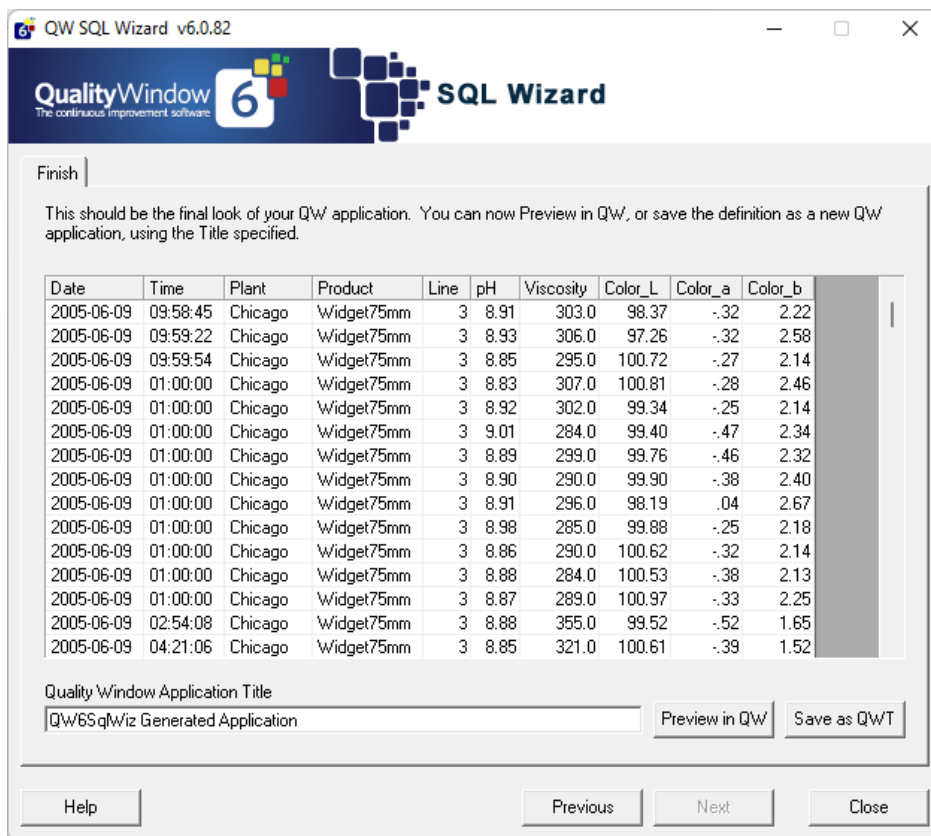 6 QW SQL Wizard v6.0.82
QualityWindow 6
The continuous improvement software
SQL Wizard
Finish
This should be the final look of your QW application. You can now Preview in QW, or save the definition as a new QW
application, using the Title specified.
Date Time Plant Product Line pH Viscosity Color_L Color_a Color_b
2005-06-09 09:58:45 Chicago Widget75mm 3 8.91 303.0 98.37 -.32 2.22
2005-06-09 09:59:22 Chicago Widget75mm 3 8.93 306.0 97.26 -.32 2.58
2005-06-09 09:59:54 Chicago Widget75mm 3 8.85 295.0 100.72 -.27 2.14
2005-06-09 01:00:00 Chicago Widget75mm 3 8.83 307.0 100.81 -.28 2.46
2005-06-09 01:00:00 Chicago Widget75mm 3 8.92 302.0 99.34 -.25 2.14
2005-06-09 01:00:00 Chicago Widget75mm 3 9.01 284.0 99.40 -.47 2.34
2005-06-09 01:00:00 Chicago Widget75mm 3 8.89 299.0 99.76 -.46 2.32
2005-06-09 01:00:00 Chicago Widget75mm 3 8.90 290.0 99.90 -.38 2.40
2005-06-09 01:00:00 Chicago Widget75mm 3 8.91 296.0 98.19 .04 2.67
2005-06-09 01:00:00 Chicago Widget75mm 3 8.98 285.0 99.88 -.25 2.18
2005-06-09 01:00:00 Chicago Widget75mm 3 8.86 290.0 100.62 -.32 2.14
2005-06-09 01:00:00 Chicago Widget75mm 3 8.88 284.0 100.53 -.38 2.13
2005-06-09 01:00:00 Chicago Widget75mm 3 8.87 289.0 100.97 -.33 2.25
2005-06-09 02:54:08 Chicago Widget75mm 3 8.88 355.0 99.52 -.52 1.65
2005-06-09 04:21:06 Chicago Widget75mm 3 8.85 321.0 100.61 -.39 1.52
Quality Window Application Title
QW6SqlWiz Generated Application
Preview in QW Save as QWT
Help Previous Next Close